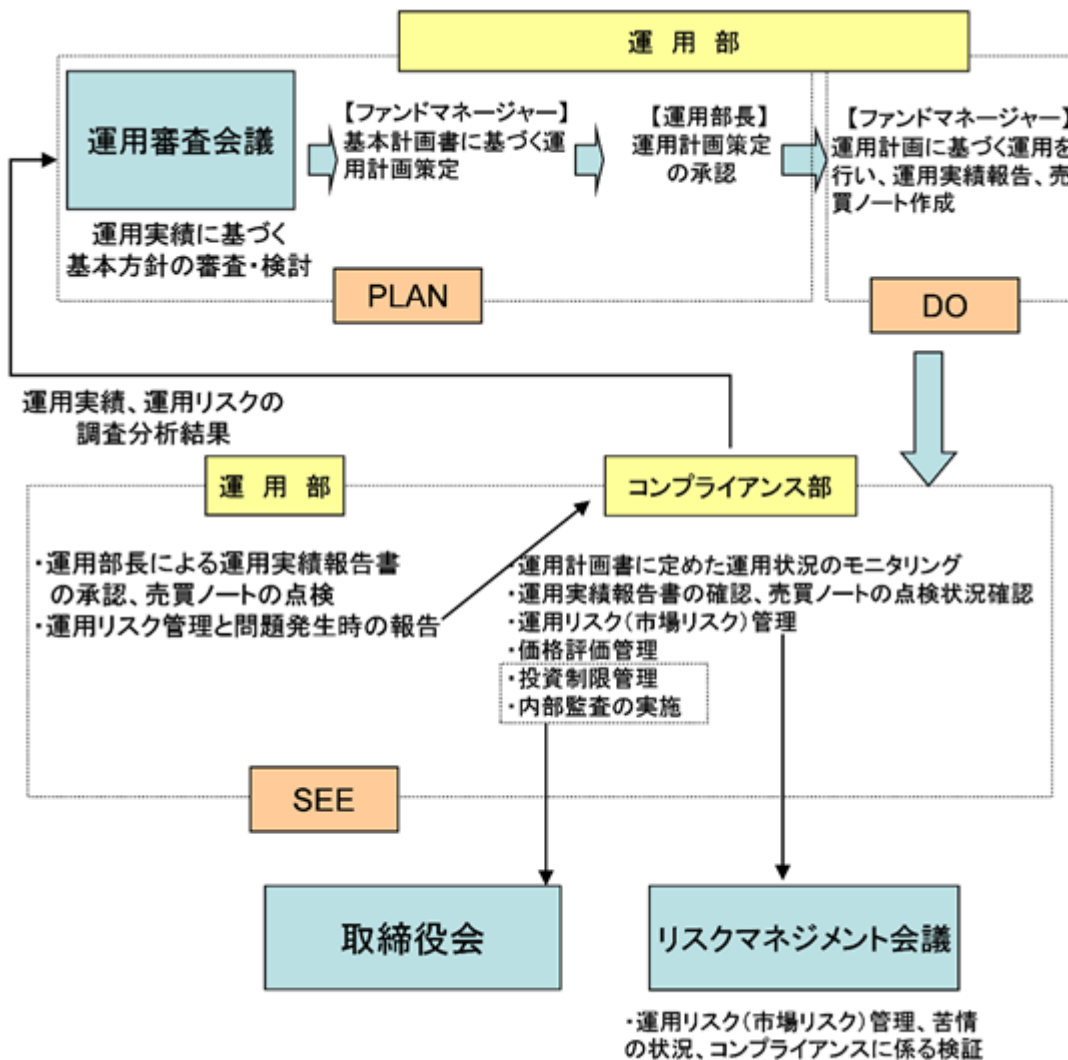 運用部
運用審査会議
運用実績に基づく
基本方針の審査・検討
【ファンドマネージャー】
基本計画書に基づく運
用計画策定
【運用部長】
運用計画策定
の承認
【ファンドマネージャー】
運用計画に基づく運用を
行い、運用実績報告、売
買ノート作成
PLAN
DO
運用実績、運用リスクの
調査分析結果
運用部
コンプライアンス部
・運用部長による運用実績報告書
の承認、売買ノートの点検
・運用リスク管理と問題発生時の報告
・運用計画書に定めた運用状況のモニタリング
・運用実績報告書の確認、売買ノートの点検状況確認
・運用リスク(市場リスク)管理
・価格評価管理
・投資制限管理
・内部監査の実施
SEE
取締役会
リスクマネジメント会議
・運用リスク(市場リスク)管理、苦情
の状況、コンプライアンスに係る検証